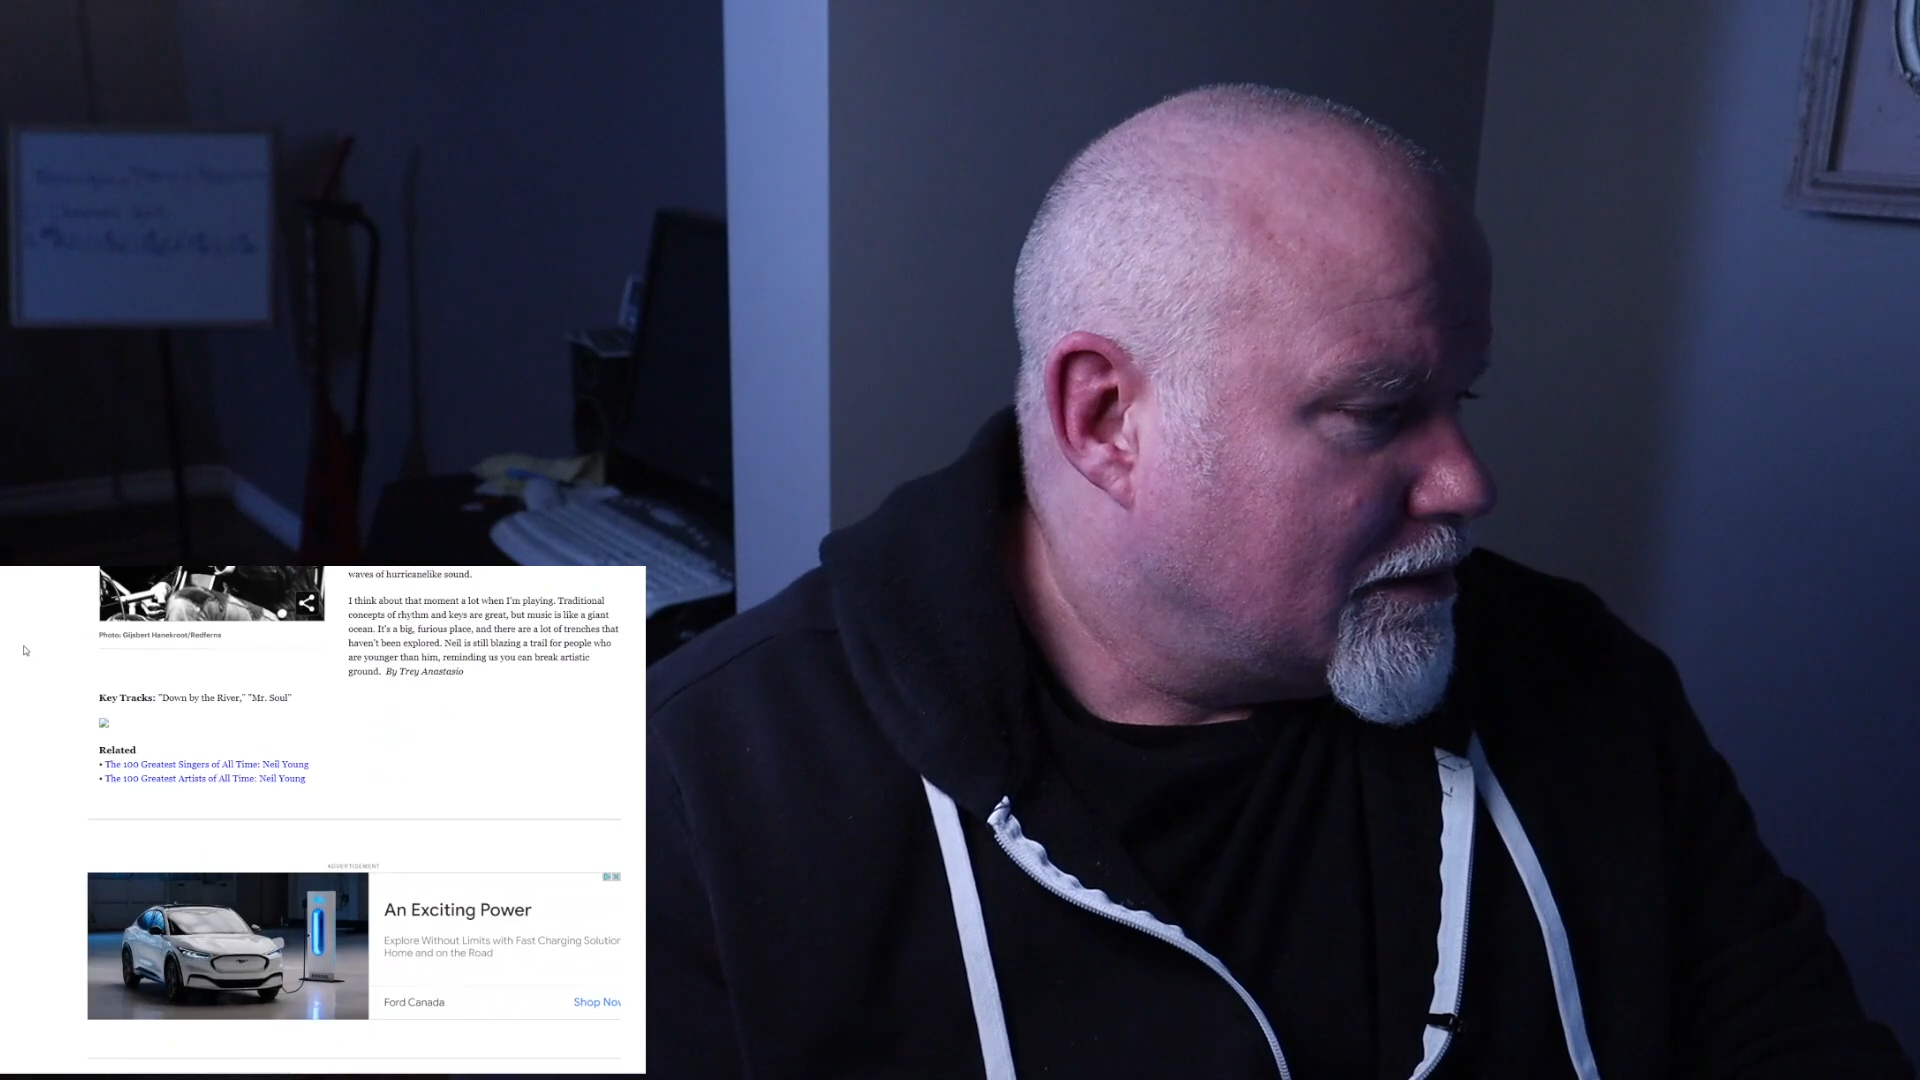 waves of hurricanelike sound.
I think about that moment a lot when I'm playing. Traditional
concepts of rhythm and keys are great, but music is like a giant
ocean. It's a big, furious place, and there are a lot of trenches that
haven't been explored. Neil is still blazing a trail for people who
are younger than him, reminding us you can break artistic
ground. By Trey Anastasio
Photo: Gijsbert Hanekroot/Redferns
Key Tracks: "Down by the River," "Mr. Soul"
Related
• The 100 Greatest Singers of All Time: Neil Young
• The 100 Greatest Artists of All Time: Neil Young
ADVERTISEMENT
An Exciting Power
Explore Without Limits with Fast Charging Solution
Home and on the Road
Ford Canada
Shop Now